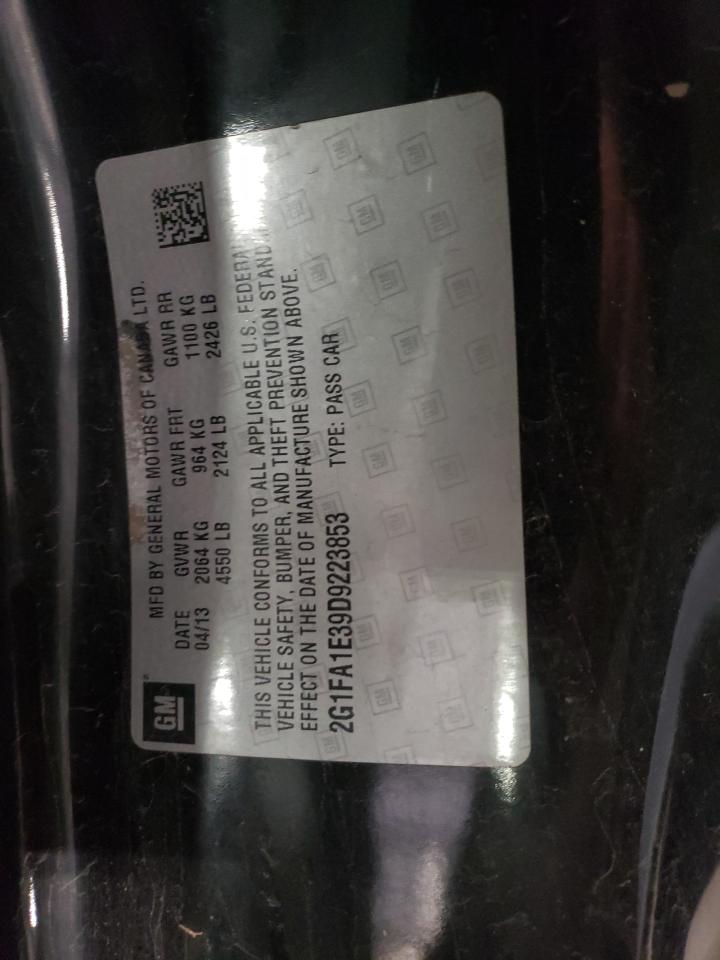 GM
MFD BY GENERAL MOTORS OF CANADA LTD.
DATE GVWR GAWR FRT GAWR RR
04/13 2064 KG 964 KG 1100 KG
4550 LB 2124 LB 2426 LB
THIS VEHICLE CONFORMS TO ALL APPLICABLE U.S. FEDERAL
VEHICLE SAFETY, BUMPER, AND THEFT PREVENTION STAND
EFFECT ON THE DATE OF MANUFACTURE SHOWN ABOVE.
2G1FA1E39D9223853 TYPE: PASS CAR